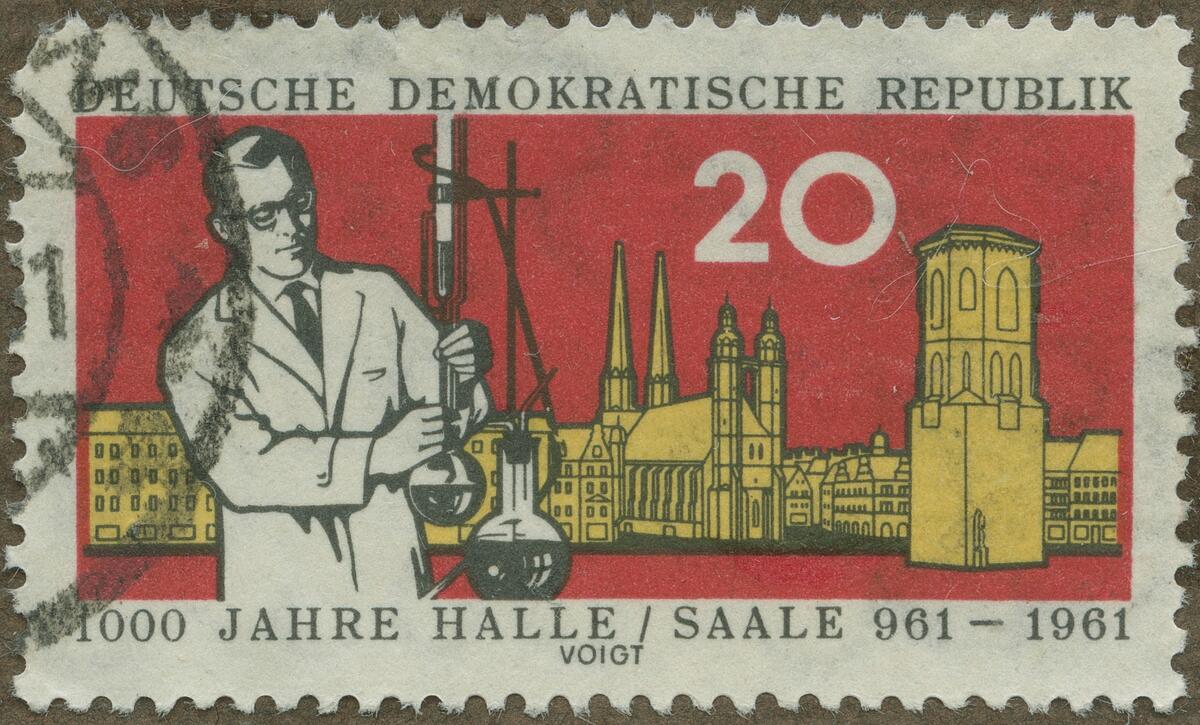 DEUTSCHE DEMOKRATISCHE REPUBLIK
20
1000 JAHRE HALLE / SAALE 961 – 1961
VOIGT